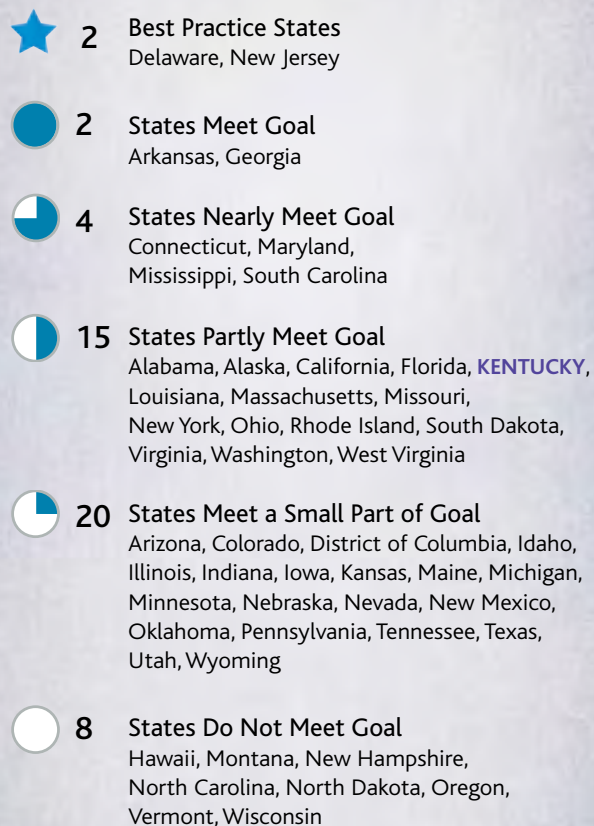 2 Best Practice States
Delaware, New Jersey
2 States Meet Goal
Arkansas, Georgia
4 States Nearly Meet Goal
Connecticut, Maryland,
Mississippi, South Carolina
15 States Partly Meet Goal
Alabama, Alaska, California, Florida, KENTUCKY,
Louisiana, Massachusetts, Missouri,
New York, Ohio, Rhode Island, South Dakota,
Virginia, Washington, West Virginia
20 States Meet a Small Part of Goal
Arizona, Colorado, District of Columbia, Idaho,
Illinois, Indiana, Iowa, Kansas, Maine, Michigan,
Minnesota, Nebraska, Nevada, New Mexico,
Oklahoma, Pennsylvania, Tennessee, Texas,
Utah, Wyoming
8 States Do Not Meet Goal
Hawaii, Montana, New Hampshire,
North Carolina, North Dakota, Oregon,
Vermont, Wisconsin